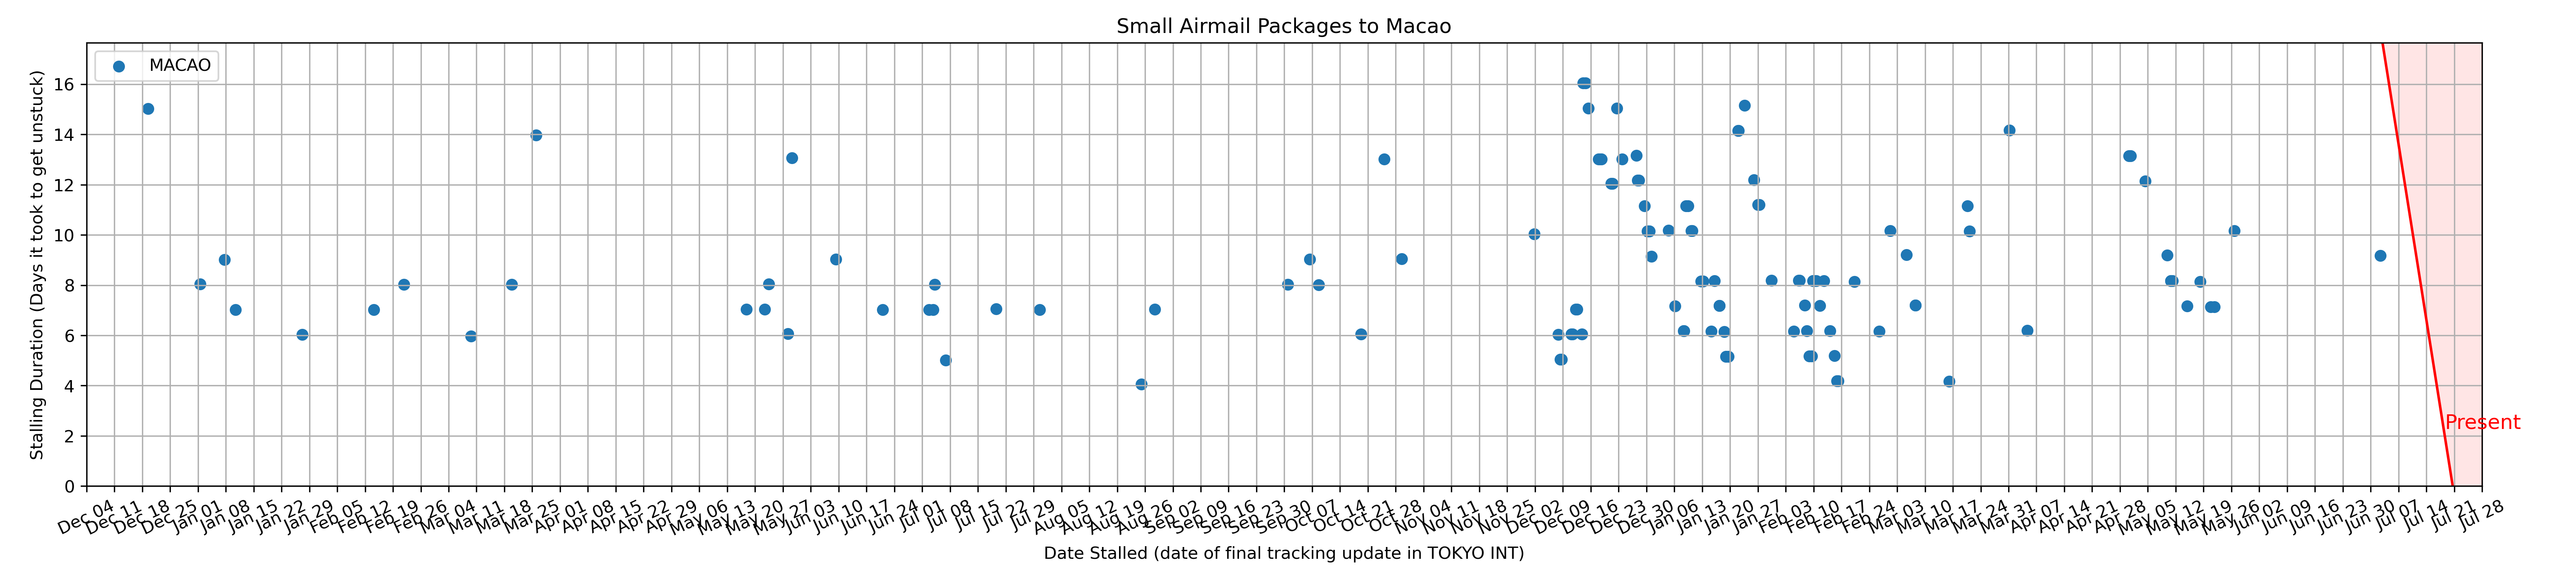 Small Airmail Packages to Macao
MACAO
Stalling Duration (Days it took to get unstuck)
16
14
12
10
8
6
4
2
0
Present
Dec 04
Dec 11
Dec 18
Dec 25
Jan 01
Jan 08
Jan 15
Jan 22
Jan 29
Feb 05
Feb 12
Feb 19
Feb 26
Mar 04
Mar 11
Mar 18
Mar 25
Apr 01
Apr 08
Apr 15
Apr 22
Apr 29
May 06
May 13
May 20
May 27
Jun 03
Jun 10
Jun 17
Jun 24
Jul 01
Jul 08
Jul 15
Jul 22
Jul 29
Aug 05
Aug 12
Aug 19
Aug 26
Sep 02
Sep 09
Sep 16
Sep 23
Sep 30
Oct 07
Oct 14
Oct 21
Oct 28
Nov 04
Nov 11
Nov 18
Nov 25
Dec 02
Dec 09
Dec 16
Dec 23
Dec 30
Jan 06
Jan 13
Jan 20
Jan 27
Feb 03
Feb 10
Feb 17
Feb 24
Mar 03
Mar 10
Mar 17
Mar 24
Mar 31
Apr 07
Apr 14
Apr 21
Apr 28
May 05
May 12
May 19
May 26
Jun 02
Jun 09
Jun 16
Jun 23
Jun 30
Jul 07
Jul 14
Jul 21
Jul 28
Date Stalled (date of final tracking update in TOKYO INT)